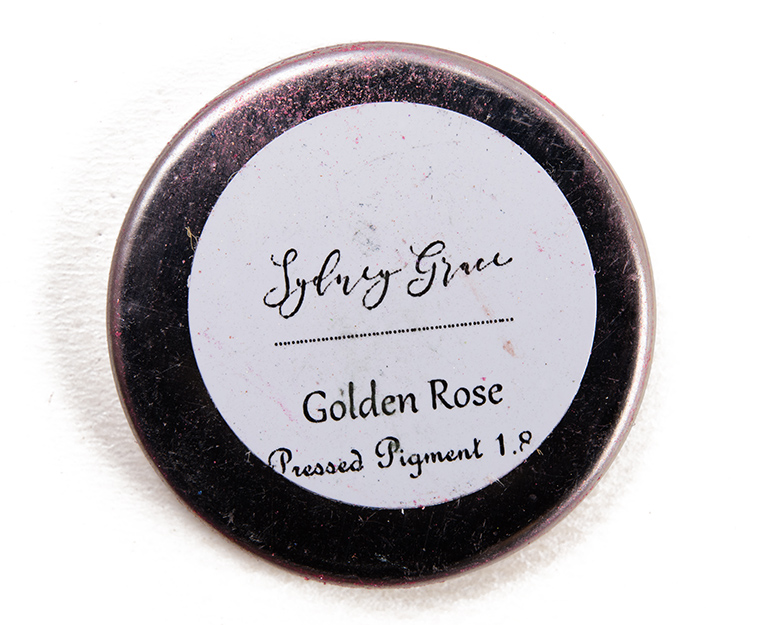 Sydney Grace
Golden Rose
Pressed Pigment 1.8